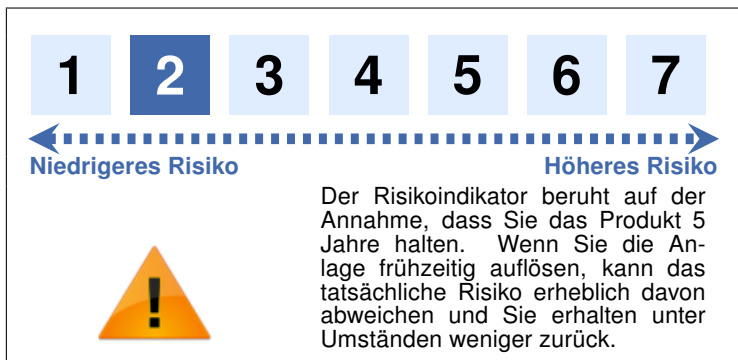 1 2 3 4 5 6 7
Niedrigeres Risiko Höheres Risiko
Der Risikoindikator beruht auf der
Annahme, dass Sie das Produkt 5
Jahre halten. Wenn Sie die An-
lage frühzeitig auflösen, kann das
tatsächliche Risiko erheblich davon
abweichen und Sie erhalten unter
Umständen weniger zurück.
!